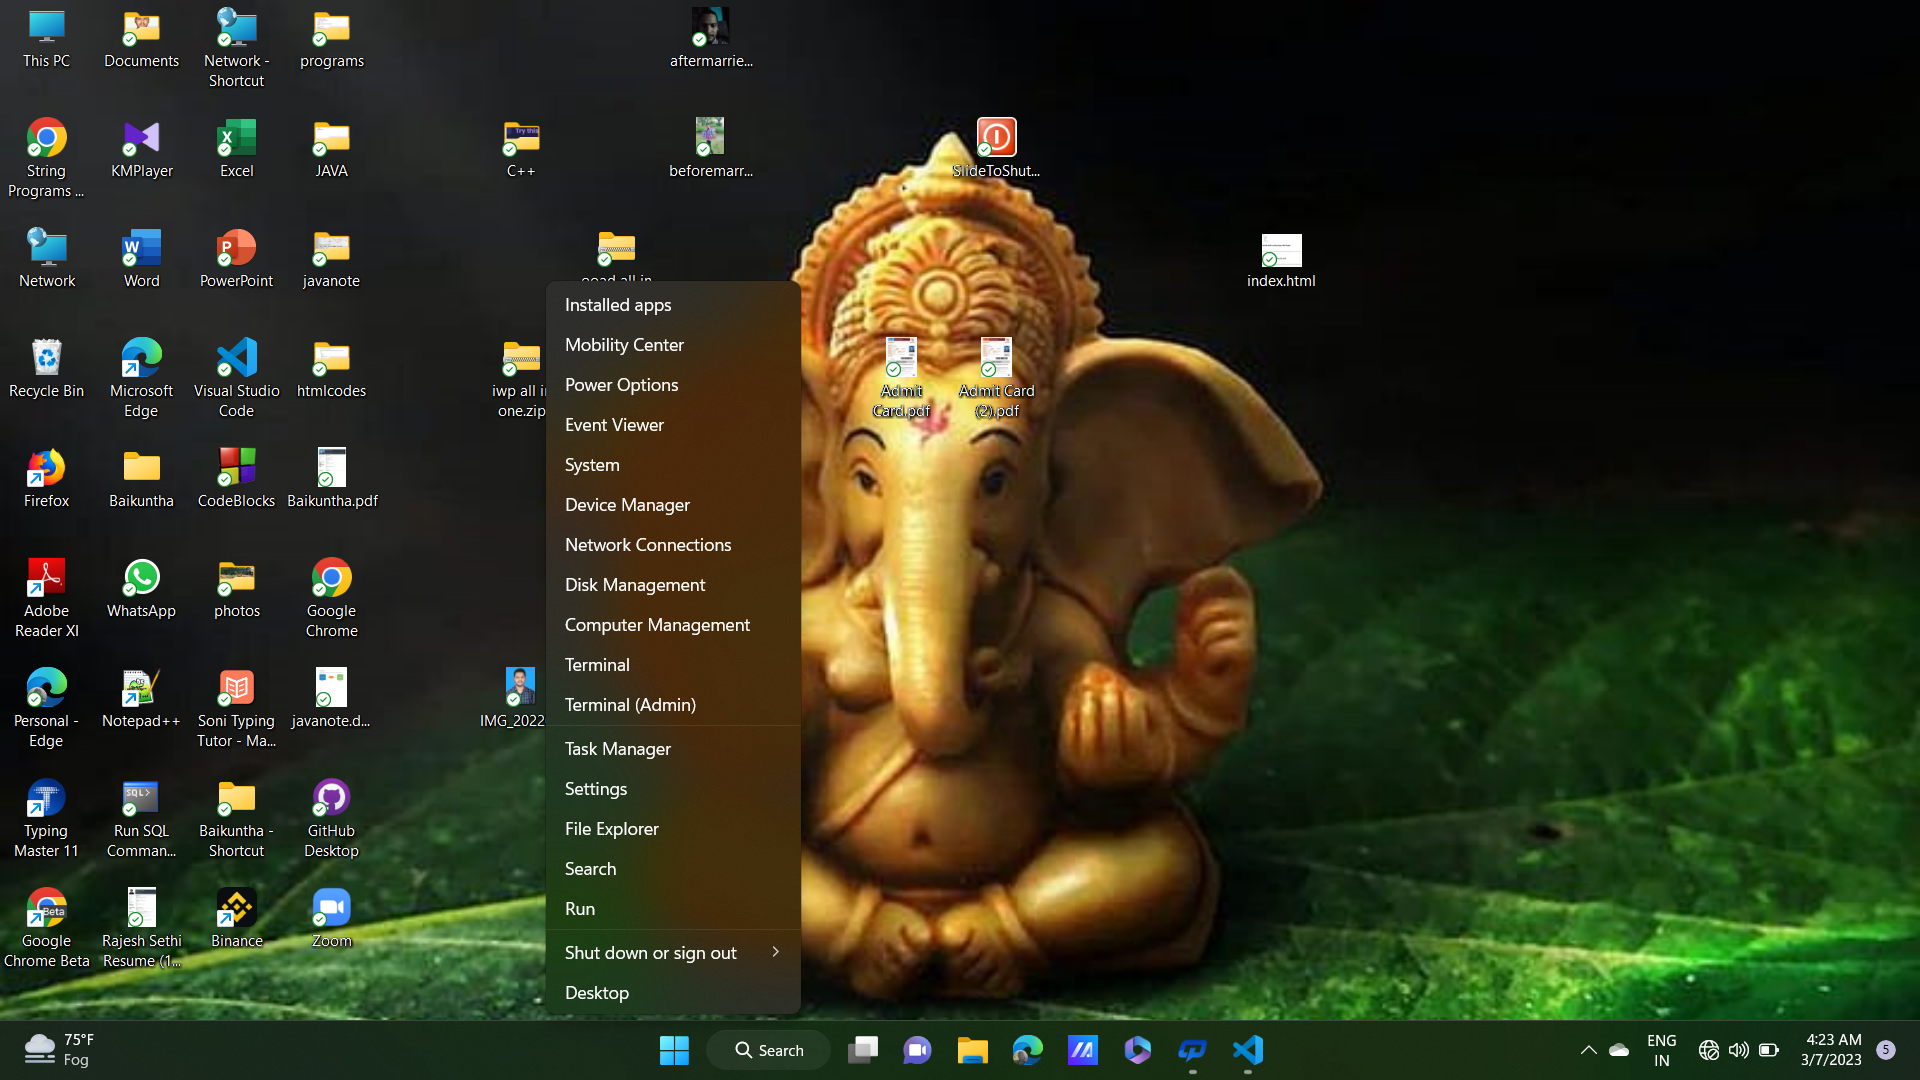 This PC
Documents
Network -
Shortcut
programs
aftermarrie...
String
Programs ...
KMPlayer
Excel
JAVA
C++
Try this
beforemarr...
SlideToShut...
Network
Word
PowerPoint
javanote
index.html
Recycle Bin
Microsoft
Edge
Visual Studio
Code
htmlcodes
iwp all in
one.zip
Admit
Card.pdf
Admit Card
(2).pdf
Firefox
Baikuntha
CodeBlocks
Baikuntha.pdf
Adobe
Reader XI
WhatsApp
photos
Google
Chrome
Personal -
Edge
Notepad++
Soni Typing
Tutor - Ma...
javanote.d...
IMG_2022
Typing
Master 11
SQL>
Run SQL
Comman...
Baikuntha -
Shortcut
GitHub
Desktop
Beta
Google
Chrome Beta
Rajesh Sethi
Resume (1...
Binance
Zoom
Installed apps
Mobility Center
Power Options
Event Viewer
System
Device Manager
Network Connections
Disk Management
Computer Management
Terminal
Terminal (Admin)
Task Manager
Settings
File Explorer
Search
Run
Shut down or sign out
Desktop
75°F
Fog
Search
ENG
IN
4:23 AM
3/7/2023
5